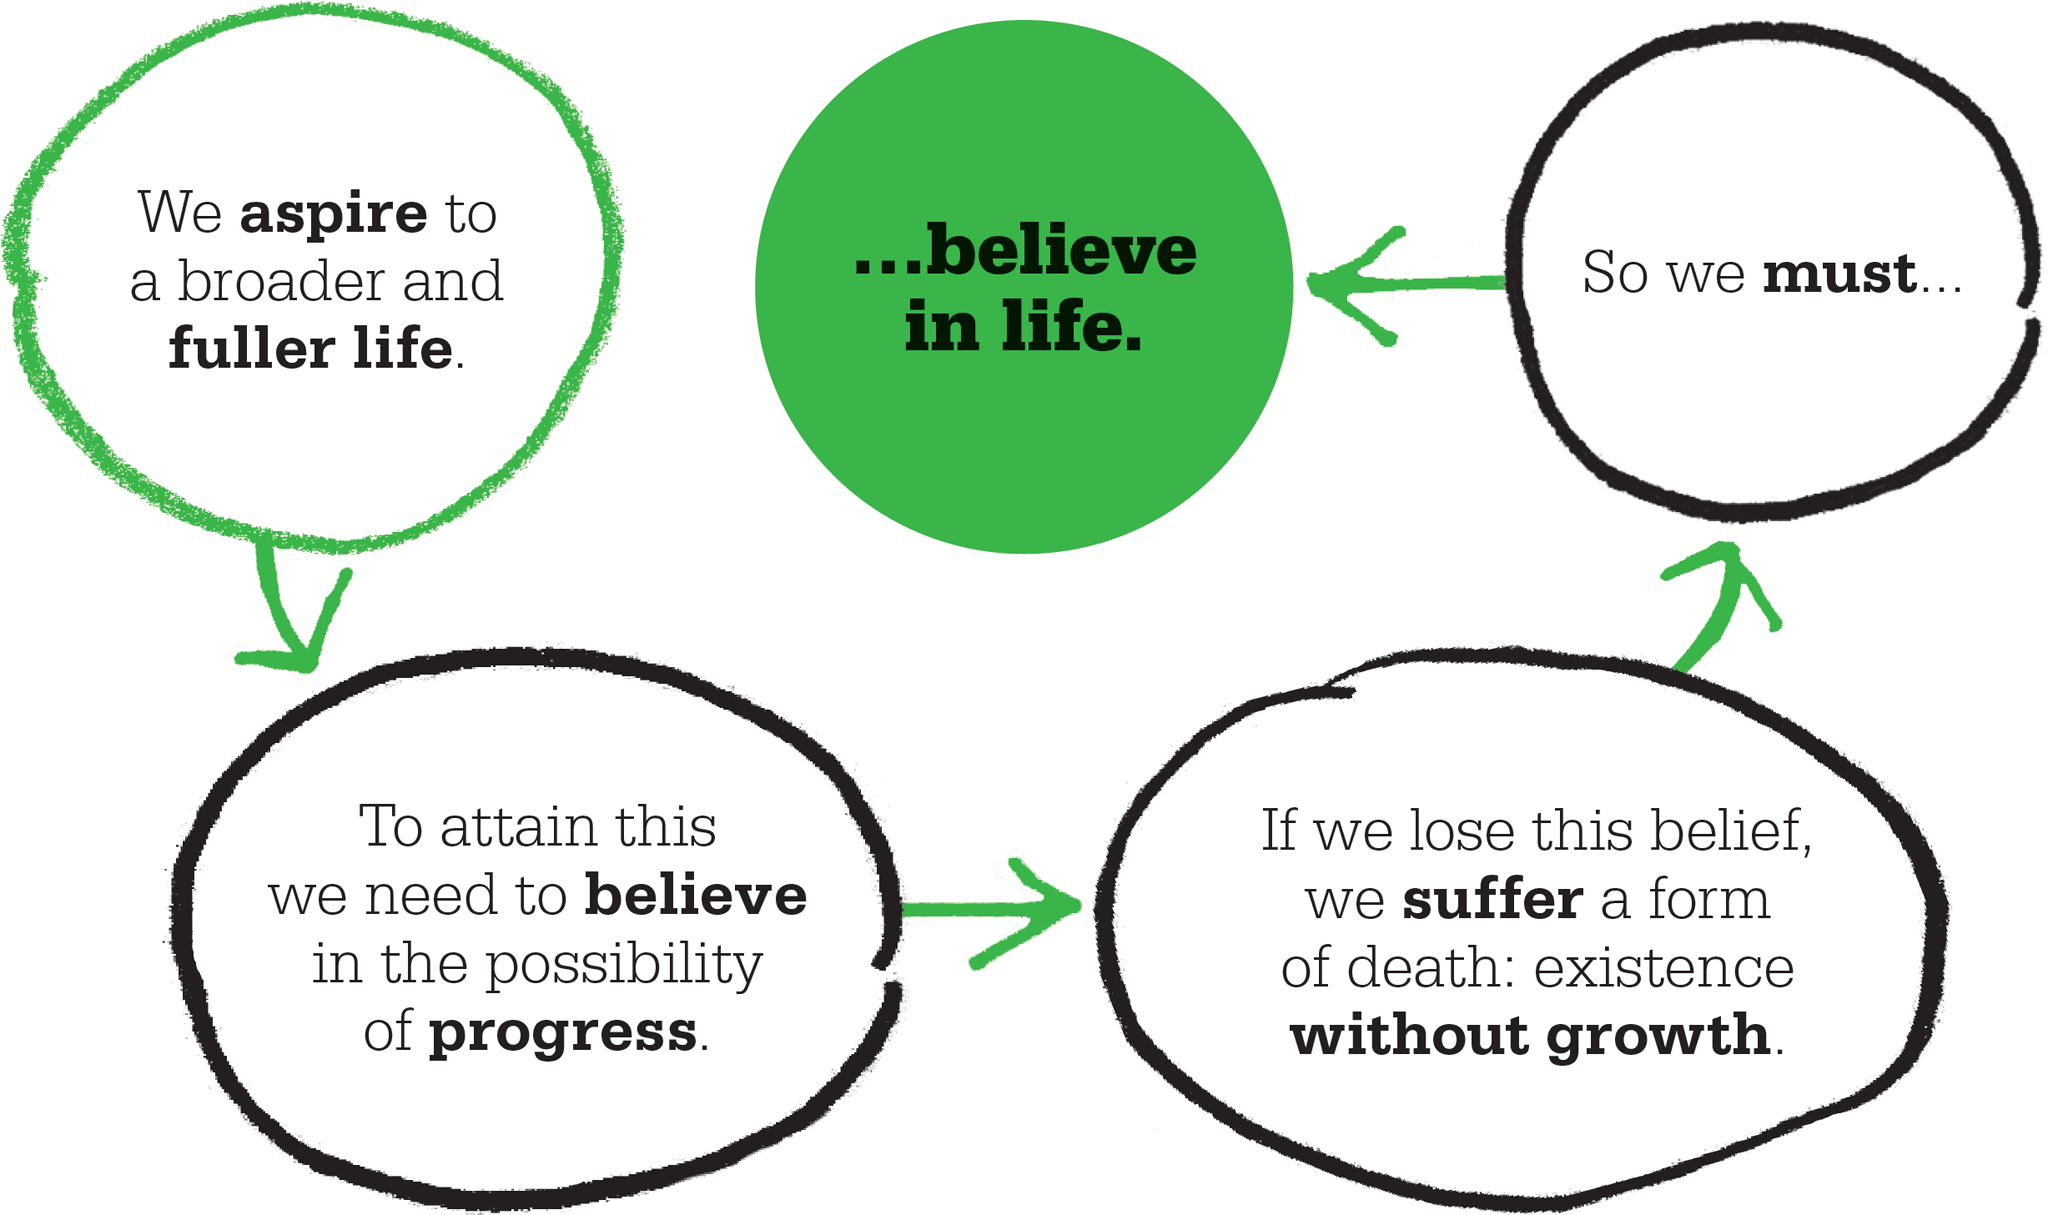 We aspire to
a broader and
fuller life.
To attain this
we need to believe
in the possibility
of progress.
If we lose this belief,
we suffer a form
of death: existence
without growth.
So we must...
...believe
in life.